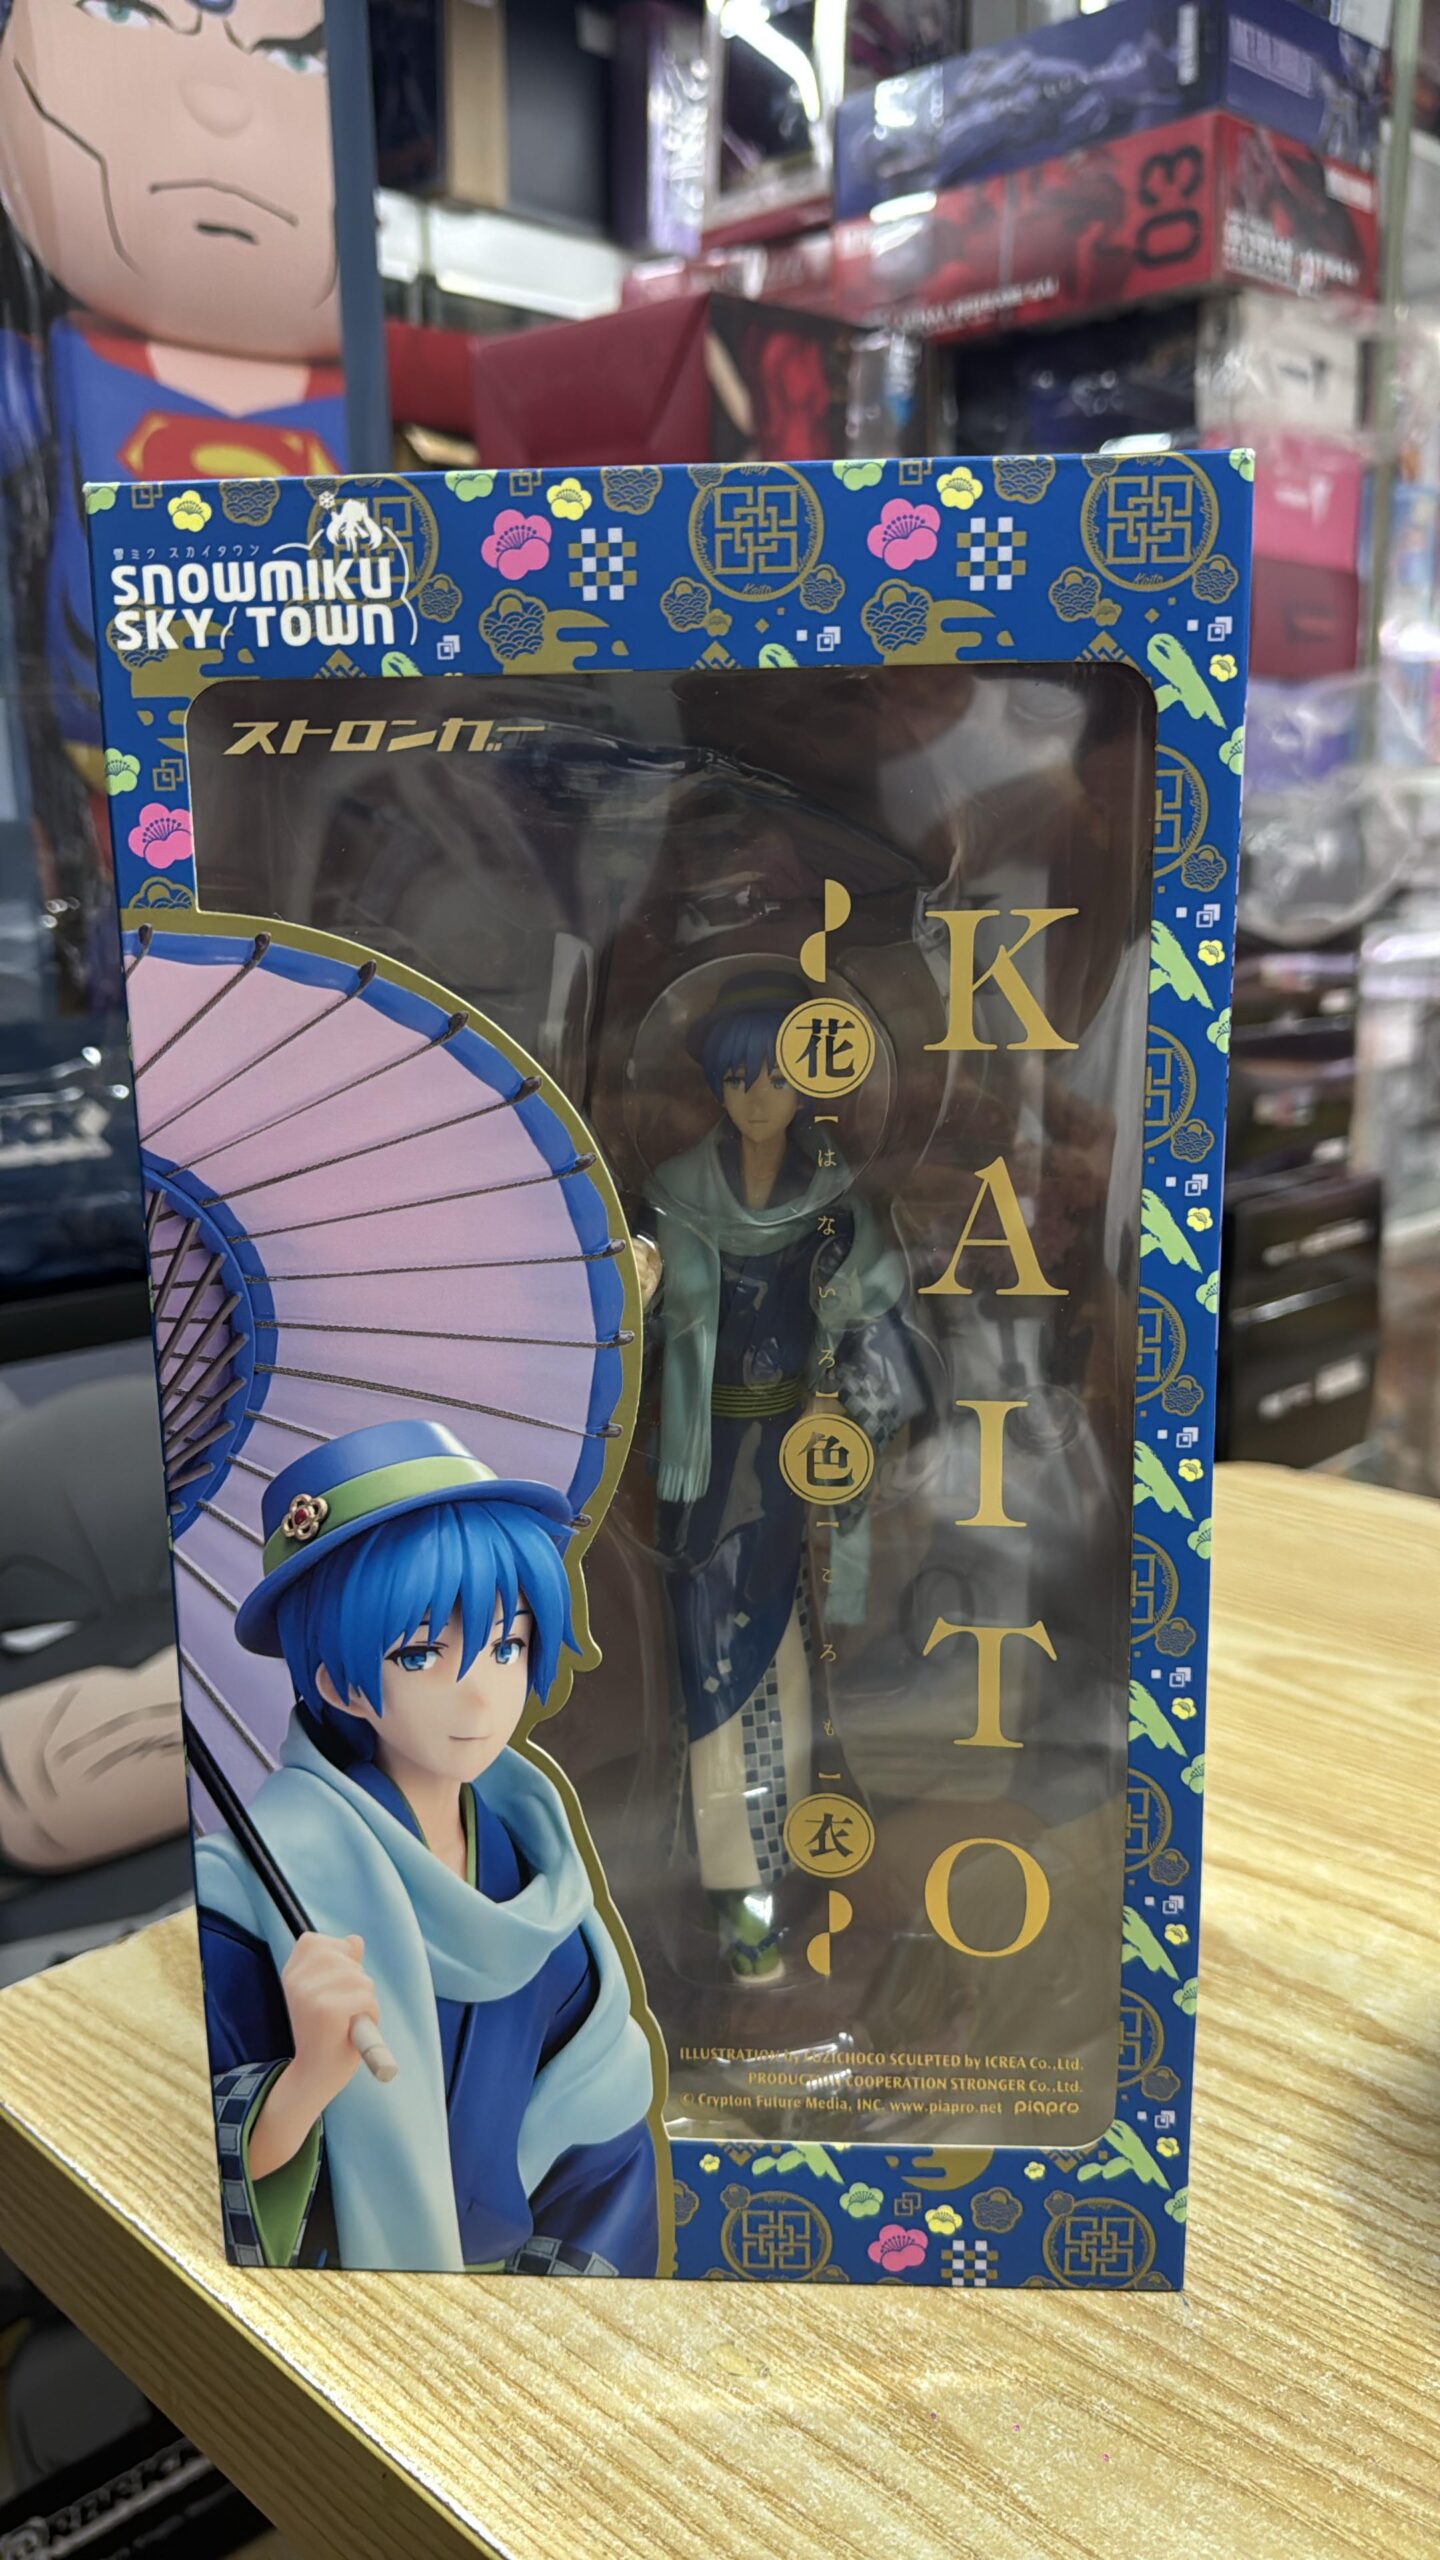 雪ミク スカイタウン
SNOWMIKU
SKY TOWN
ストロンガー
KAITO
花【はないろ】色【ころも】衣
ILLUSTRATION by FUZICHOCO SCULPTED by ICREA Co.,Ltd.
PRODUCTION COOPERATION STRONGER Co.,Ltd.
© Crypton Future Media, INC. www.piapro.net piapro
03